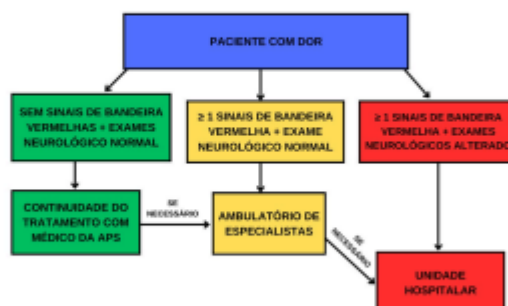 PACIENTE COM DOR
SEM SINAIS DE BANDEIRA
VERMELHAS + EXAMES
NEUROLÓGICO NORMAL
≥ 1 SINAIS DE BANDEIRA
VERMELHA + EXAME
NEUROLÓGICO NORMAL
≥ 1 SINAIS DE BANDEIRA
VERMELHA + EXAMES
NEUROLÓGICOS ALTERADO
CONTINUIDADE DO
TRATAMENTO COM
MÉDICO DA APS
SE
NECESSÁRIO
AMBULATÓRIO DE
ESPECIALISTAS
SE
NECESSÁRIO
UNIDADE
HOSPITALAR